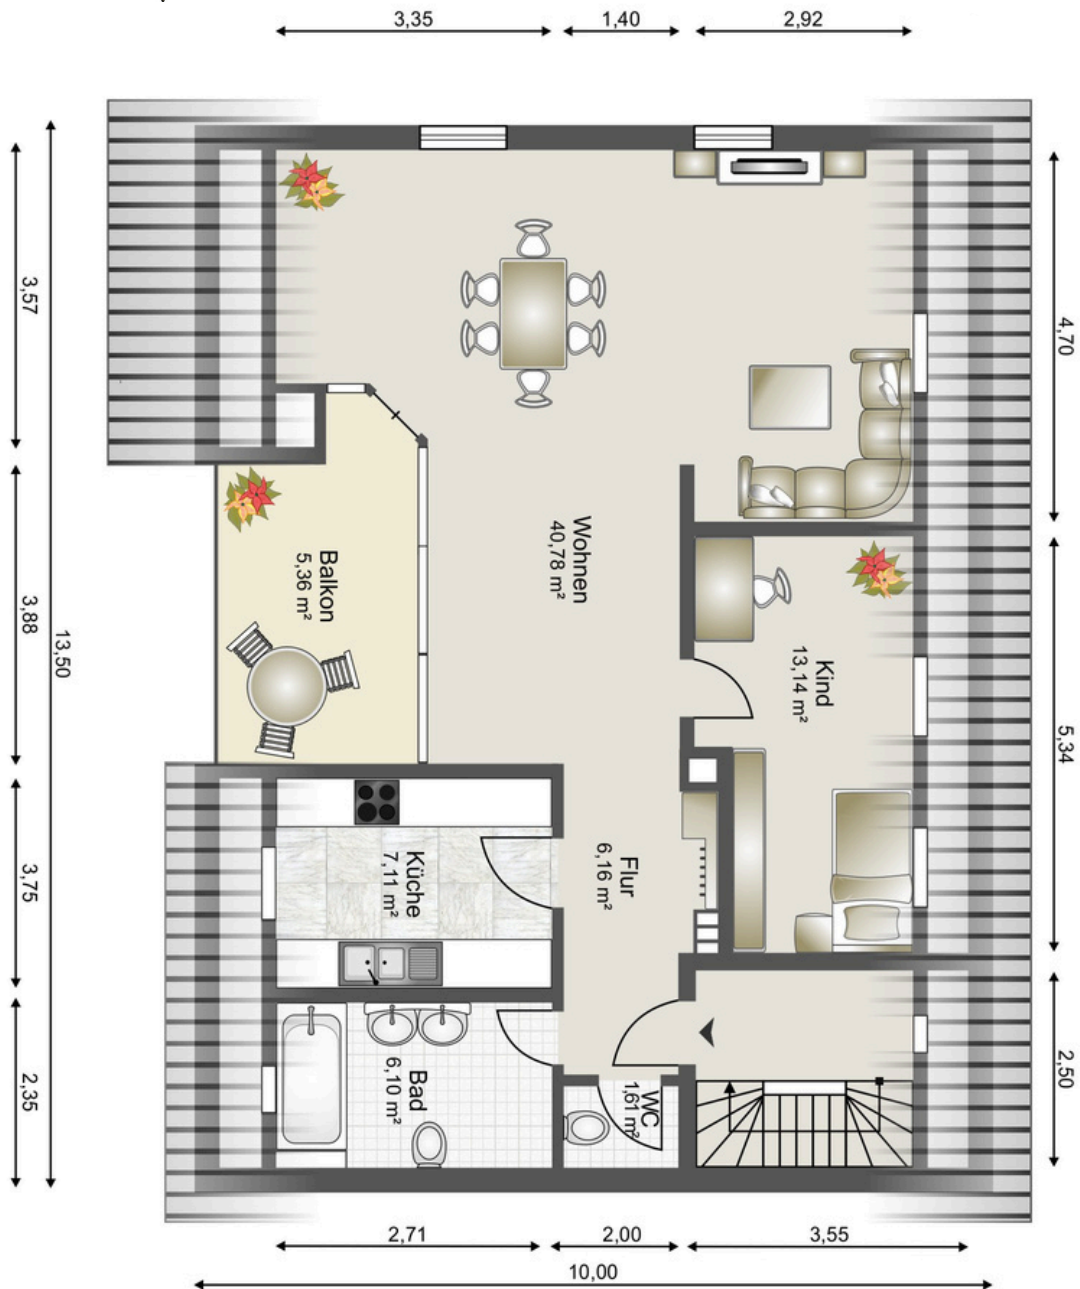 3,35
1,40
2,92
3,57
4,70
Wohnen
40,78 m²
Balkon
5,36 m²
Kind
13,14 m²
3,88
13,50
5,34
Küche
7,11 m²
Flur
6,16 m²
3,75
Bad
6,10 m²
WC
1,61 m²
2,35
2,50
2,71
2,00
3,55
10,00